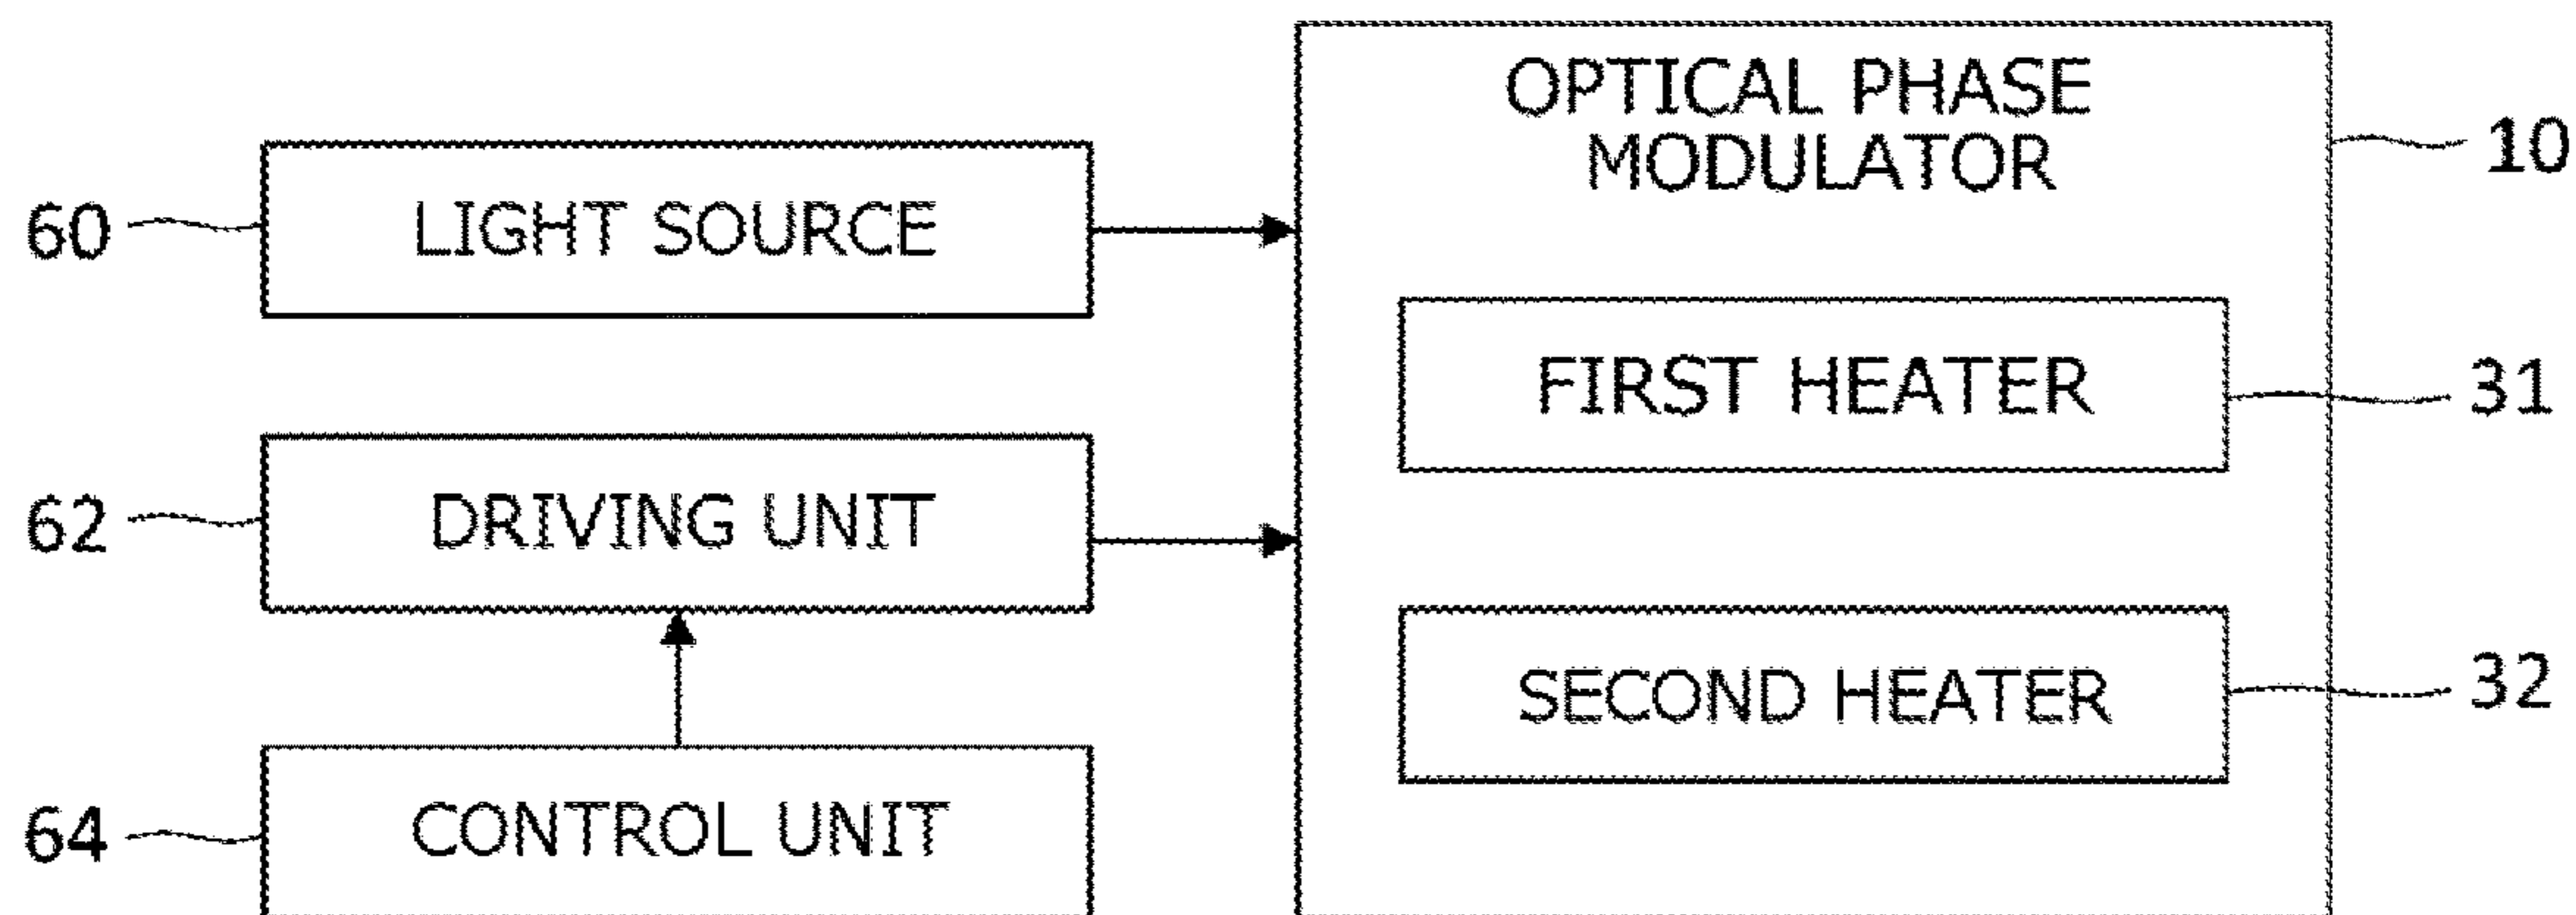 OPTICAL PHASE
MODULATOR
10
60
LIGHT SOURCE
FIRST HEATER
31
62
DRIVING UNIT
SECOND HEATER
32
64
CONTROL UNIT